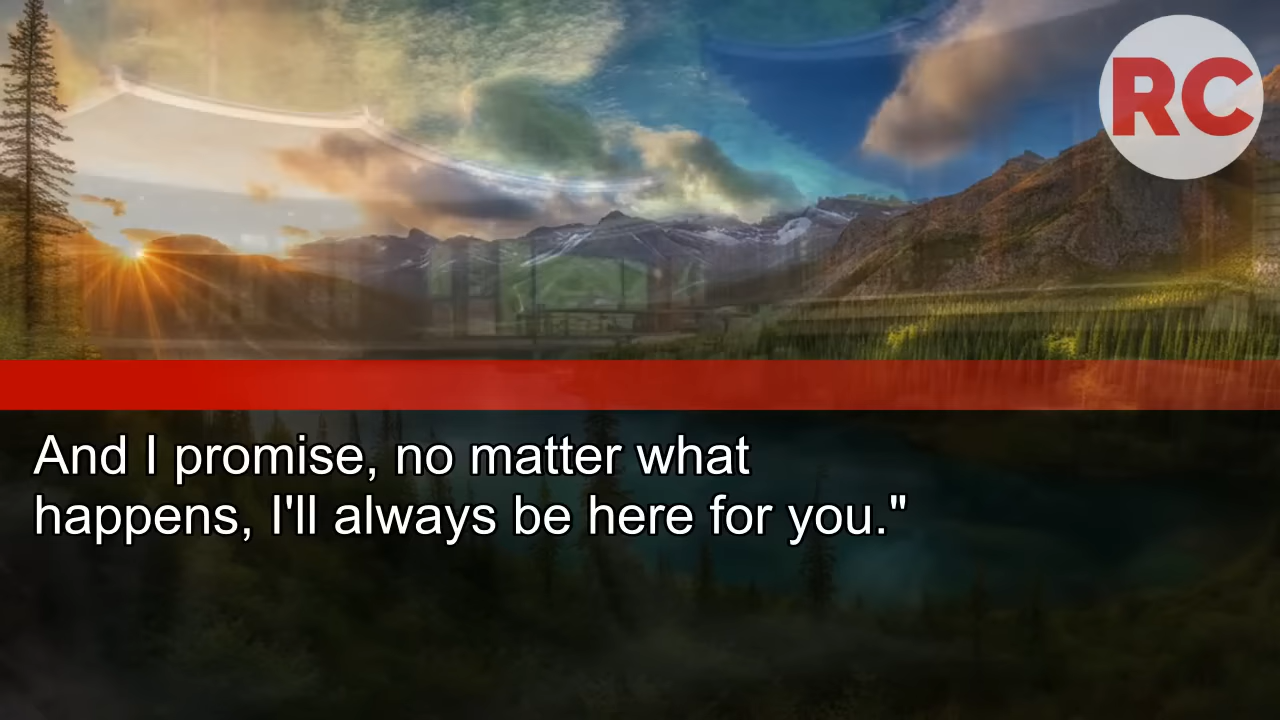 RC
And I promise, no matter what
happens, I'll always be here for you."